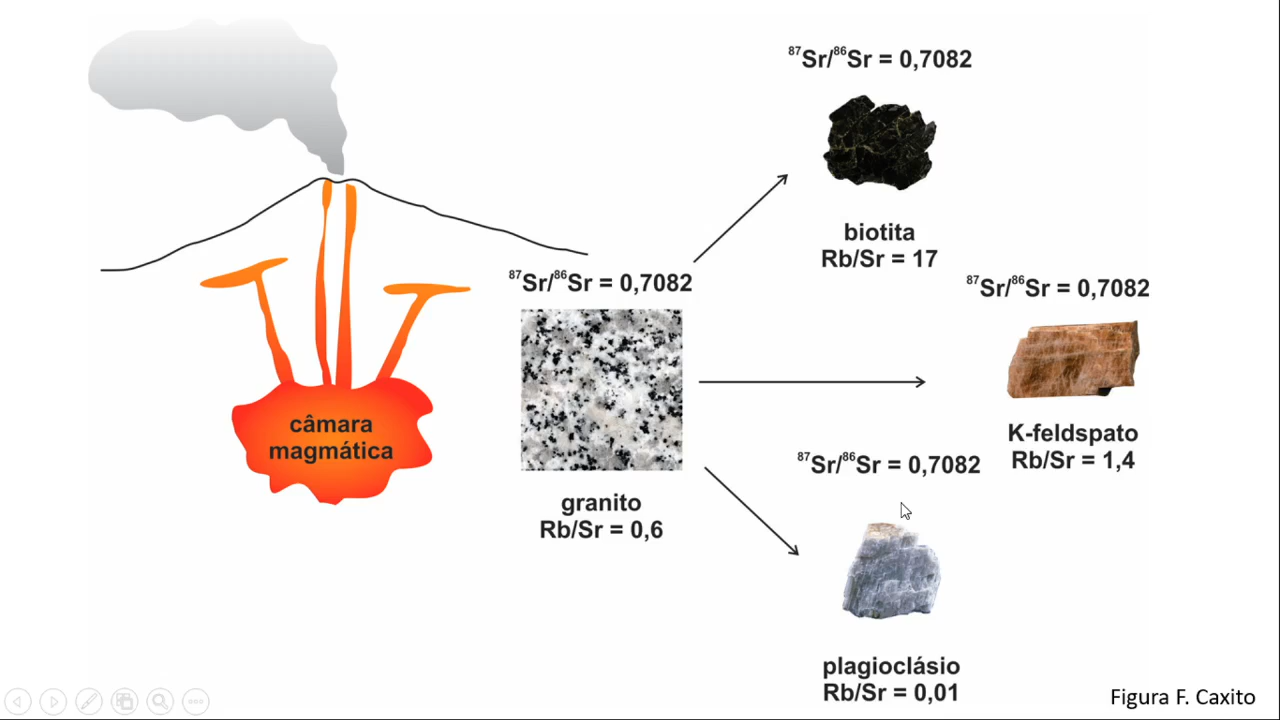 ⁸⁷Sr/⁸⁶Sr = 0,7082
biotita
Rb/Sr = 17
⁸⁷Sr/⁸⁶Sr = 0,7082
granito
Rb/Sr = 0,6
⁸⁷Sr/⁸⁶Sr = 0,7082
K-feldspato
Rb/Sr = 1,4
câmara
magmática
⁸⁷Sr/⁸⁶Sr = 0,7082
plagioclásio
Rb/Sr = 0,01
Figura F. Caxito